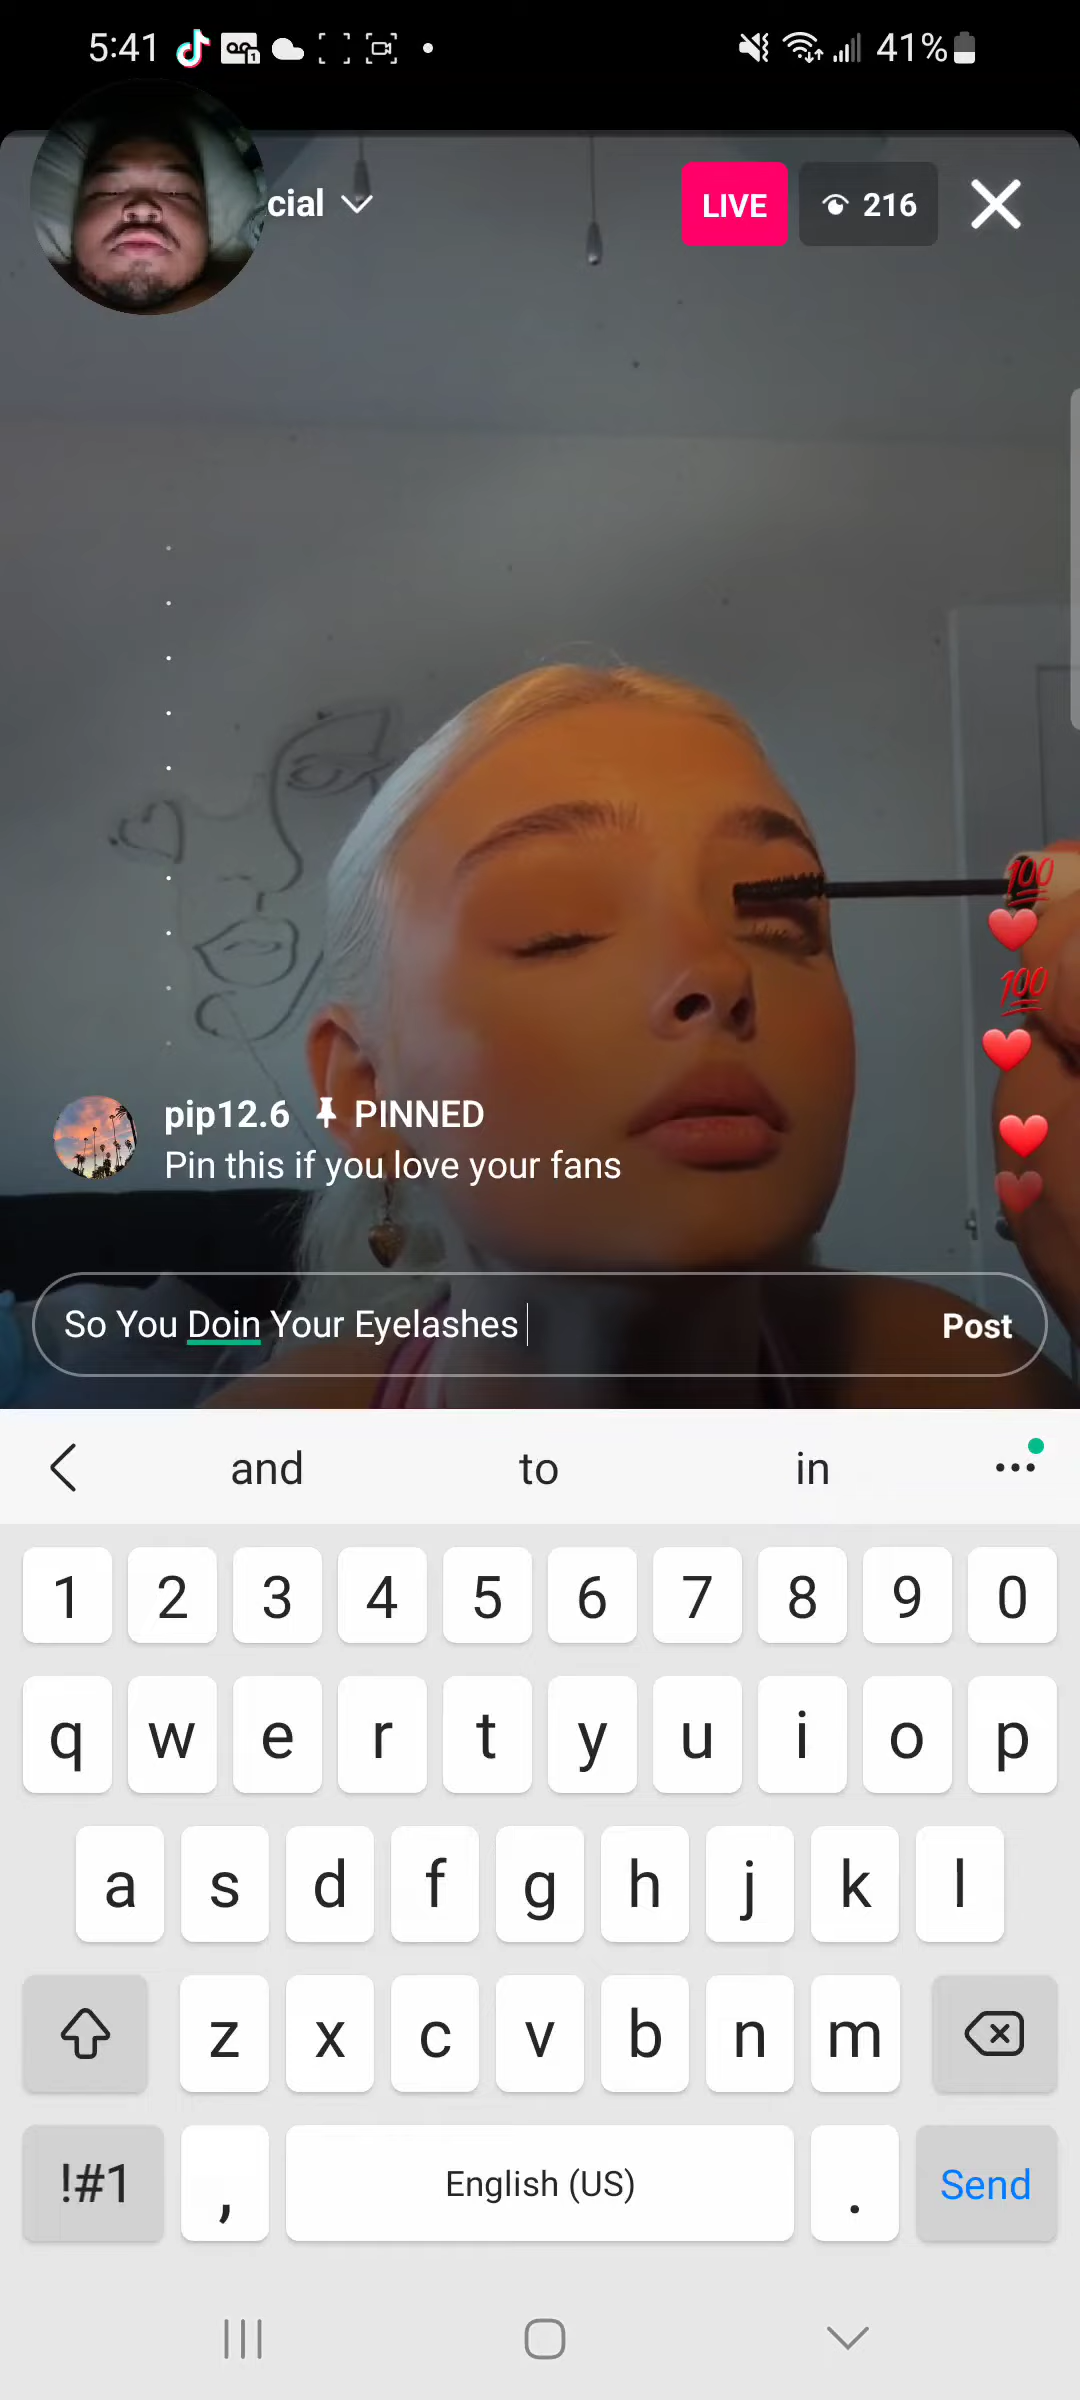 5:41
41%
cial
LIVE
216
pip12.6 PINNED
Pin this if you love your fans
100
100
So You Doin Your Eyelashes
Post
and to in
1 2 3 4 5 6 7 8 9 0
q w e r t y u i o p
a s d f g h j k l
z x c v b n m
!#1 , English (US) . Send